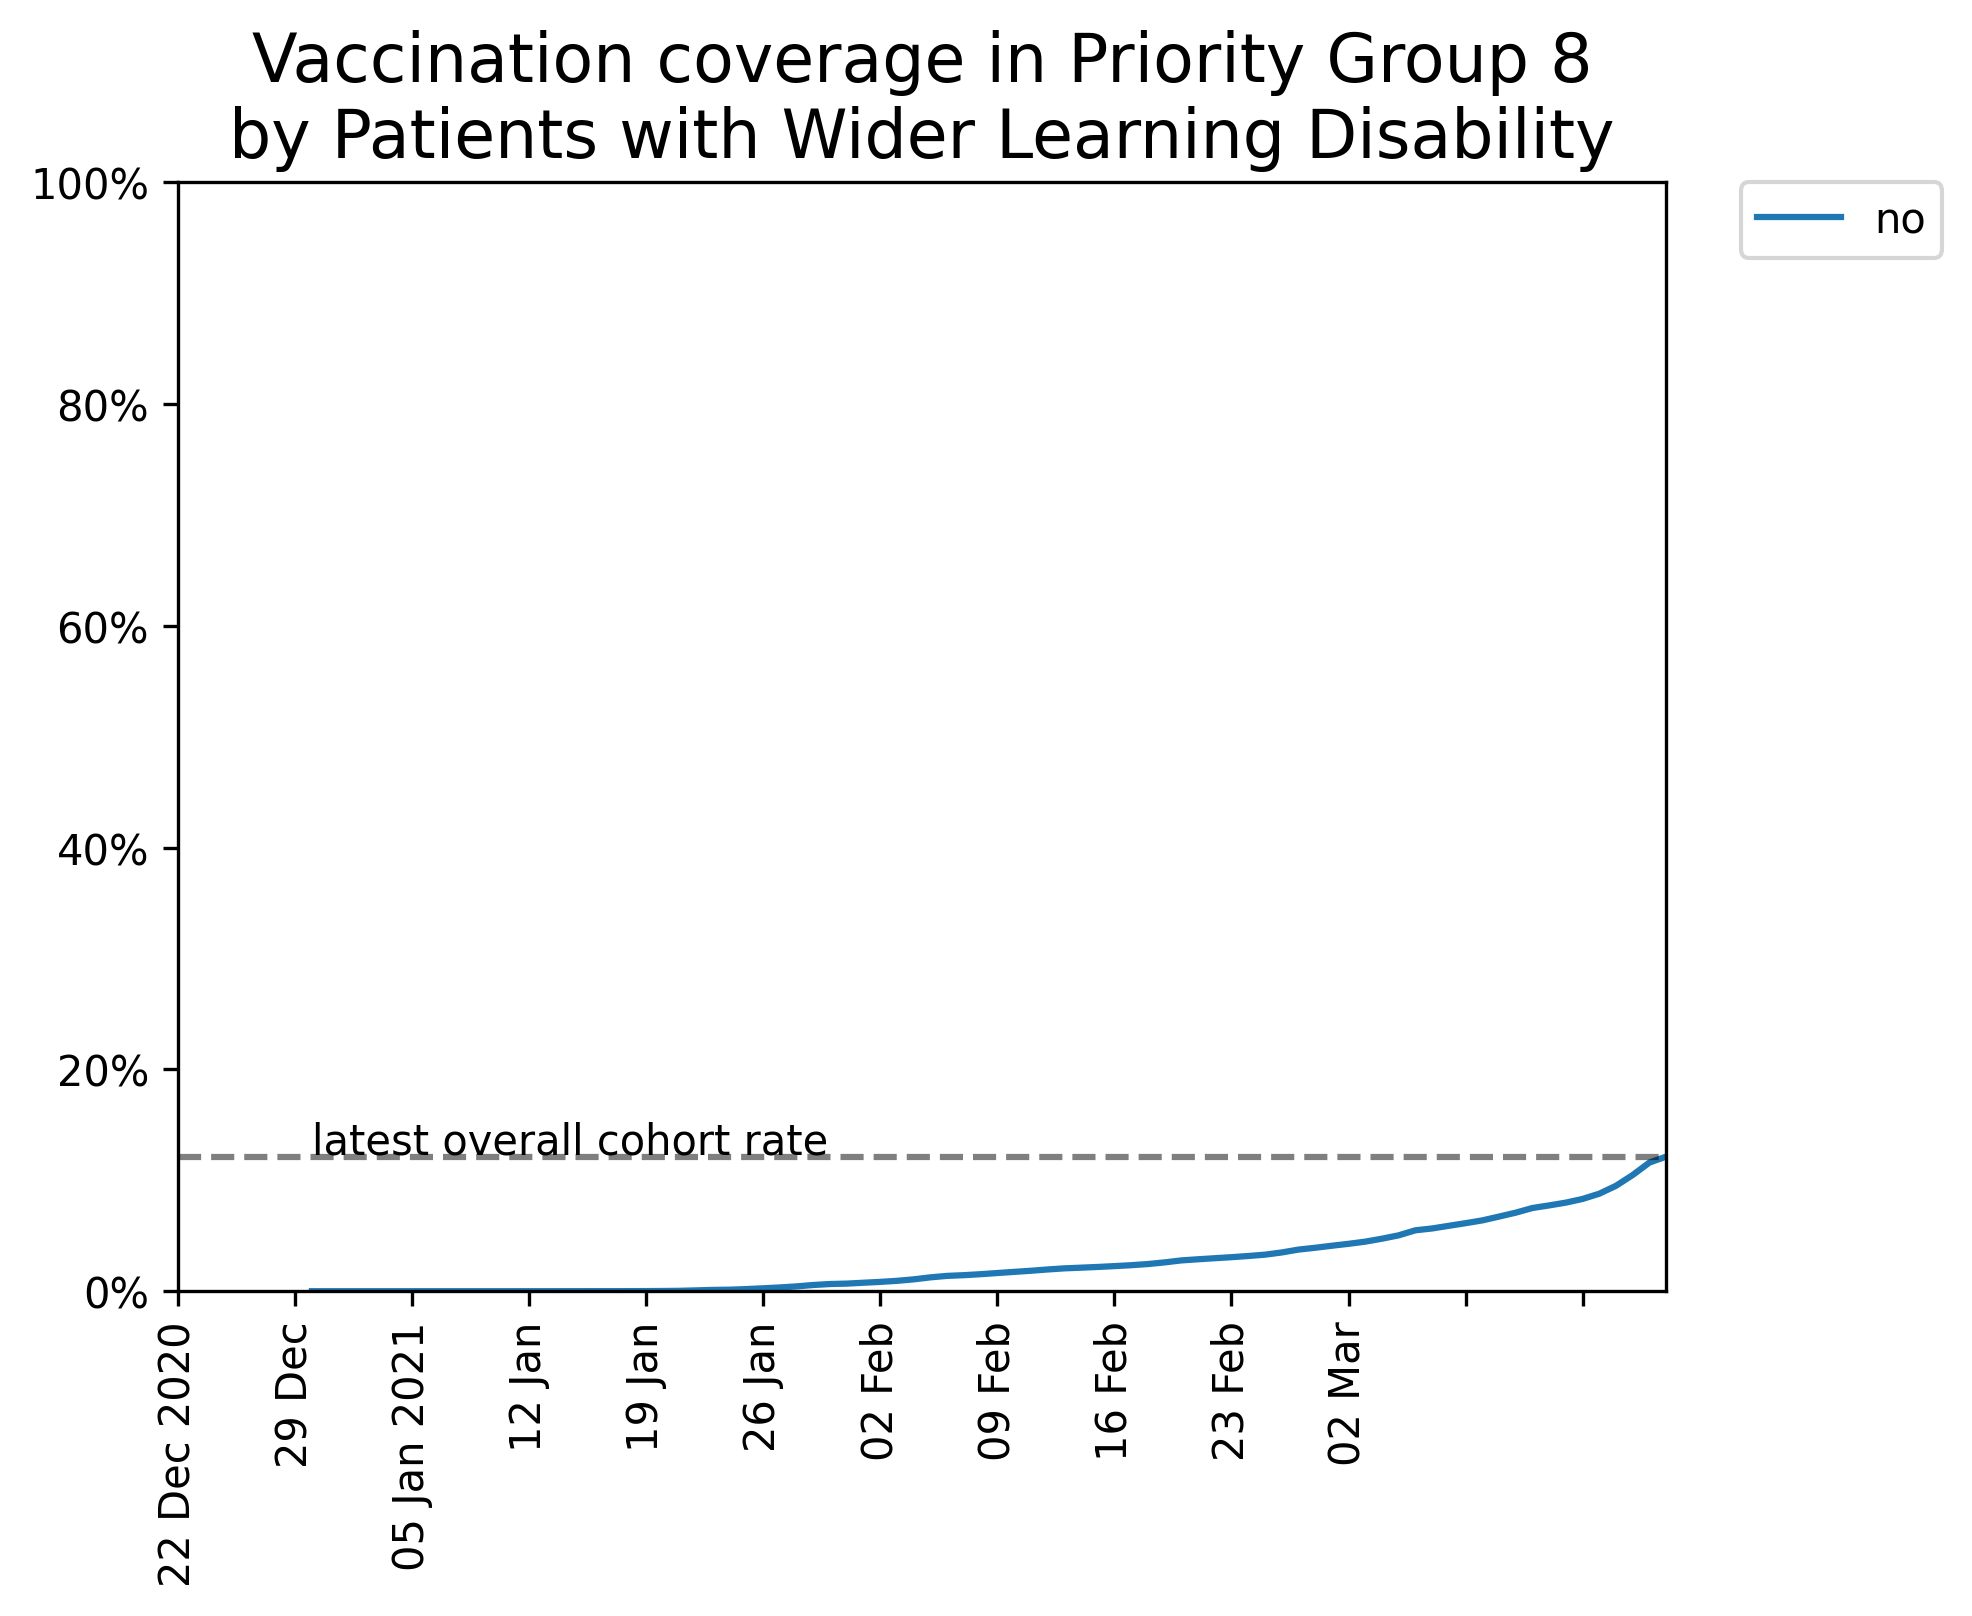 Vaccination coverage in Priority Group 8
by Patients with Wider Learning Disability
100%
80%
60%
40%
20%
0%
no
latest overall cohort rate
22 Dec 2020
29 Dec
05 Jan 2021
12 Jan
19 Jan
26 Jan
02 Feb
09 Feb
16 Feb
23 Feb
02 Mar